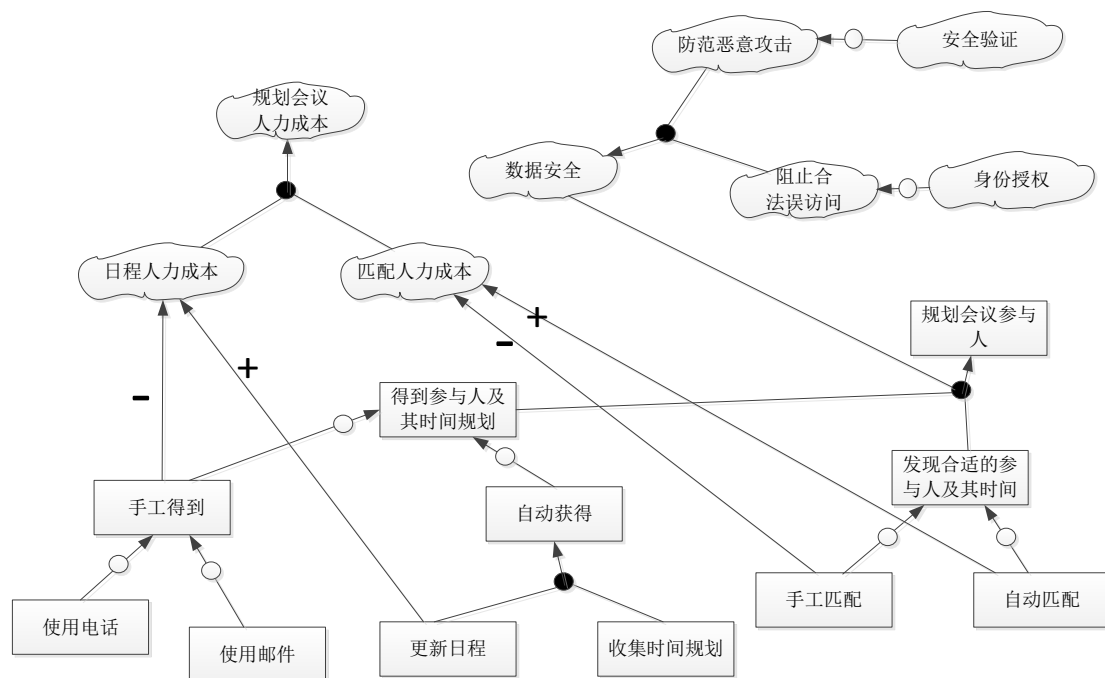 防范恶意攻击
安全验证
规划会议
人力成本
数据安全
阻止合
法误访问
身份授权
日程人力成本
匹配人力成本
+
-
规划会议参与
人
+
-
得到参与人及
其时间规划
发现合适的参
与人及其时间
手工得到
自动获得
手工匹配
自动匹配
使用电话
使用邮件
更新日程
收集时间规划